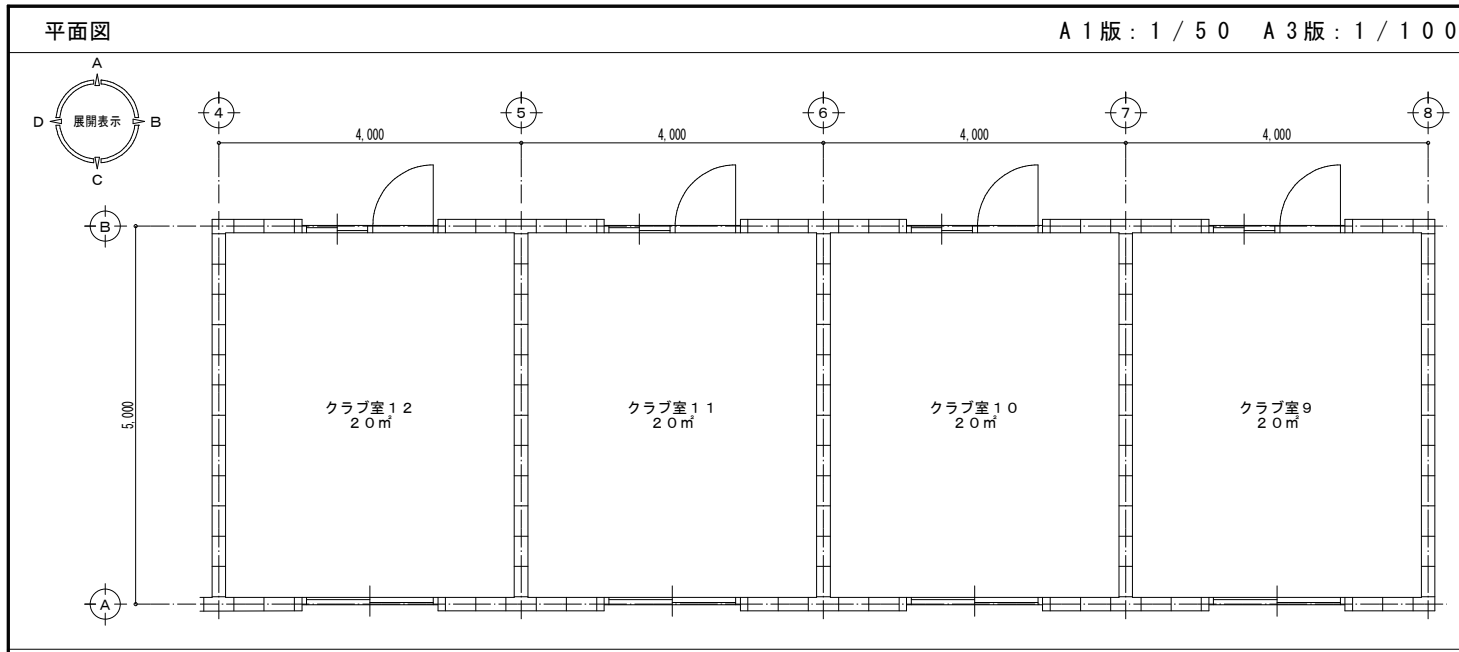 平面図
A1版:1/50 A3版:1/100
A
D 展開表示 B
C
4 5 6 7 8
4,000 4,000 4,000 4,000
B
5,000
クラブ室12 クラブ室11 クラブ室10 クラブ室9
20㎡ 20㎡ 20㎡ 20㎡
A